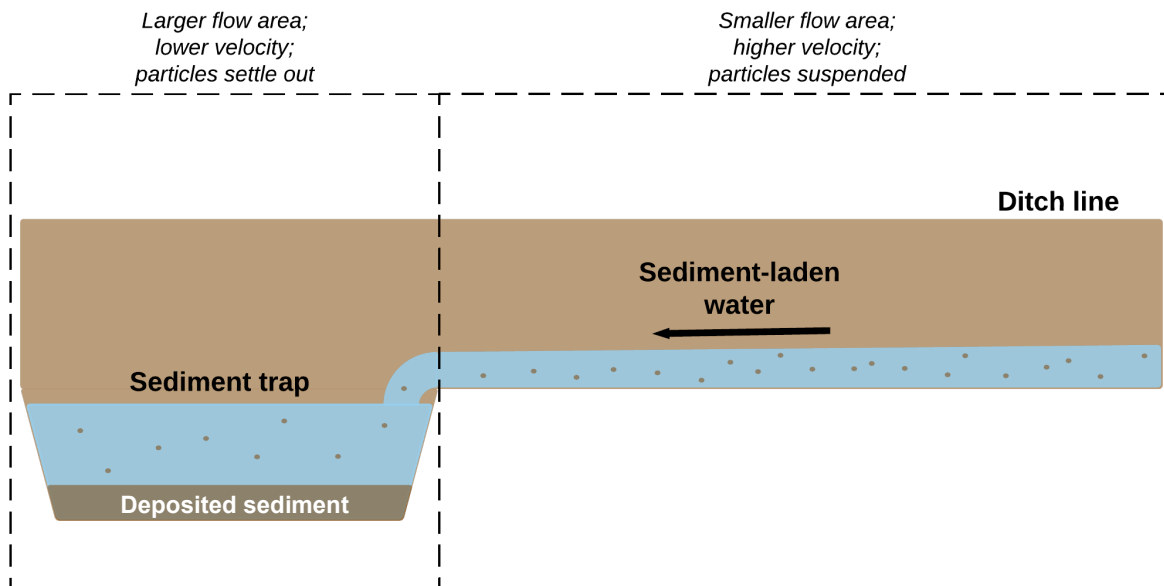 Larger flow area;
lower velocity;
particles settle out
Smaller flow area;
higher velocity;
particles suspended
Ditch line
Sediment-laden
water
Sediment trap
Deposited sediment